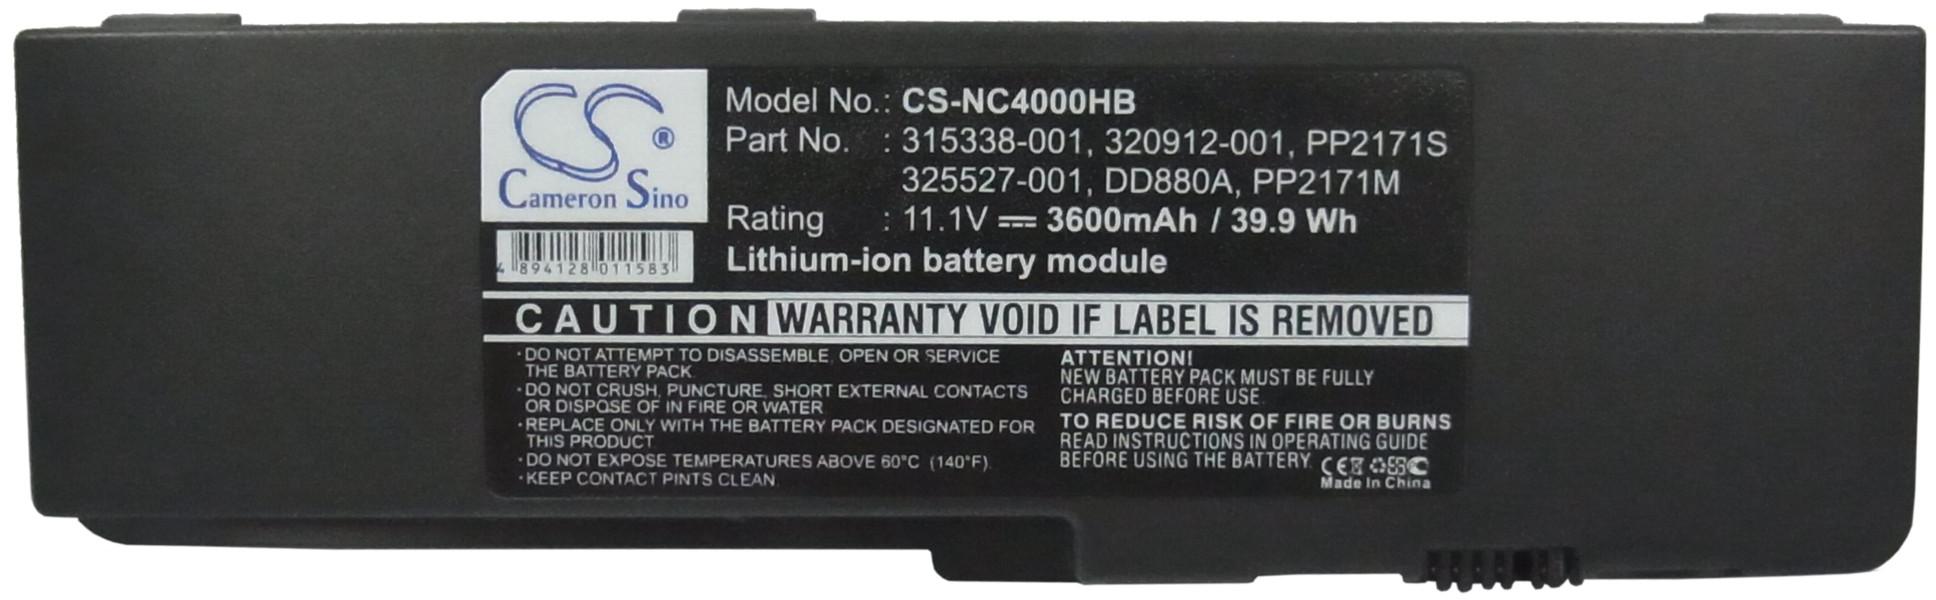 CS®
Cameron Sino
4 894128 011583
Model No.: CS-NC4000HB
Part No. : 315338-001, 320912-001, PP2171S
325527-001, DD880A, PP2171M
Rating : 11.1V ⎓ 3600mAh / 39.9 Wh
Lithium-ion battery module
CAUTION WARRANTY VOID IF LABEL IS REMOVED
·DO NOT ATTEMPT TO DISASSEMBLE, OPEN OR SERVICE
THE BATTERY PACK.
·DO NOT CRUSH, PUNCTURE, SHORT EXTERNAL CONTACTS
OR DISPOSE OF IN FIRE OR WATER
·REPLACE ONLY WITH THE BATTERY PACK DESIGNATED FOR
THIS PRODUCT
·DO NOT EXPOSE TEMPERATURES ABOVE 60°C (140°F).
·KEEP CONTACT PINTS CLEAN.
ATTENTION!
NEW BATTERY PACK MUST BE FULLY
CHARGED BEFORE USE.
TO REDUCE RISK OF FIRE OR BURNS
READ INSTRUCTIONS IN OPERATING GUIDE
BEFORE USING THE BATTERY.
CE
Made In China